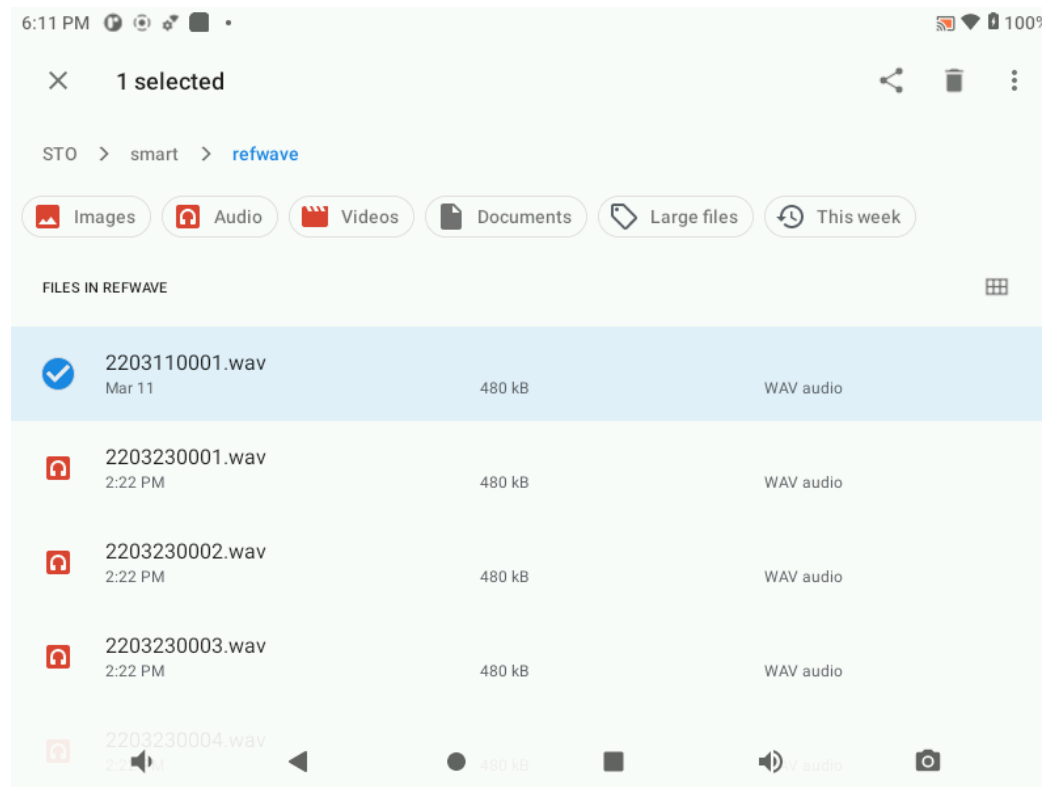 6:11 PM 100%
1 selected
STO > smart > refwave
Images Audio Videos Documents Large files This week
FILES IN REFWAVE
2203110001.wav
Mar 11 480 kB WAV audio
2203230001.wav
2:22 PM 480 kB WAV audio
2203230002.wav
2:22 PM 480 kB WAV audio
2203230003.wav
2:22 PM 480 kB WAV audio
2203230004.wav
480 kB audio